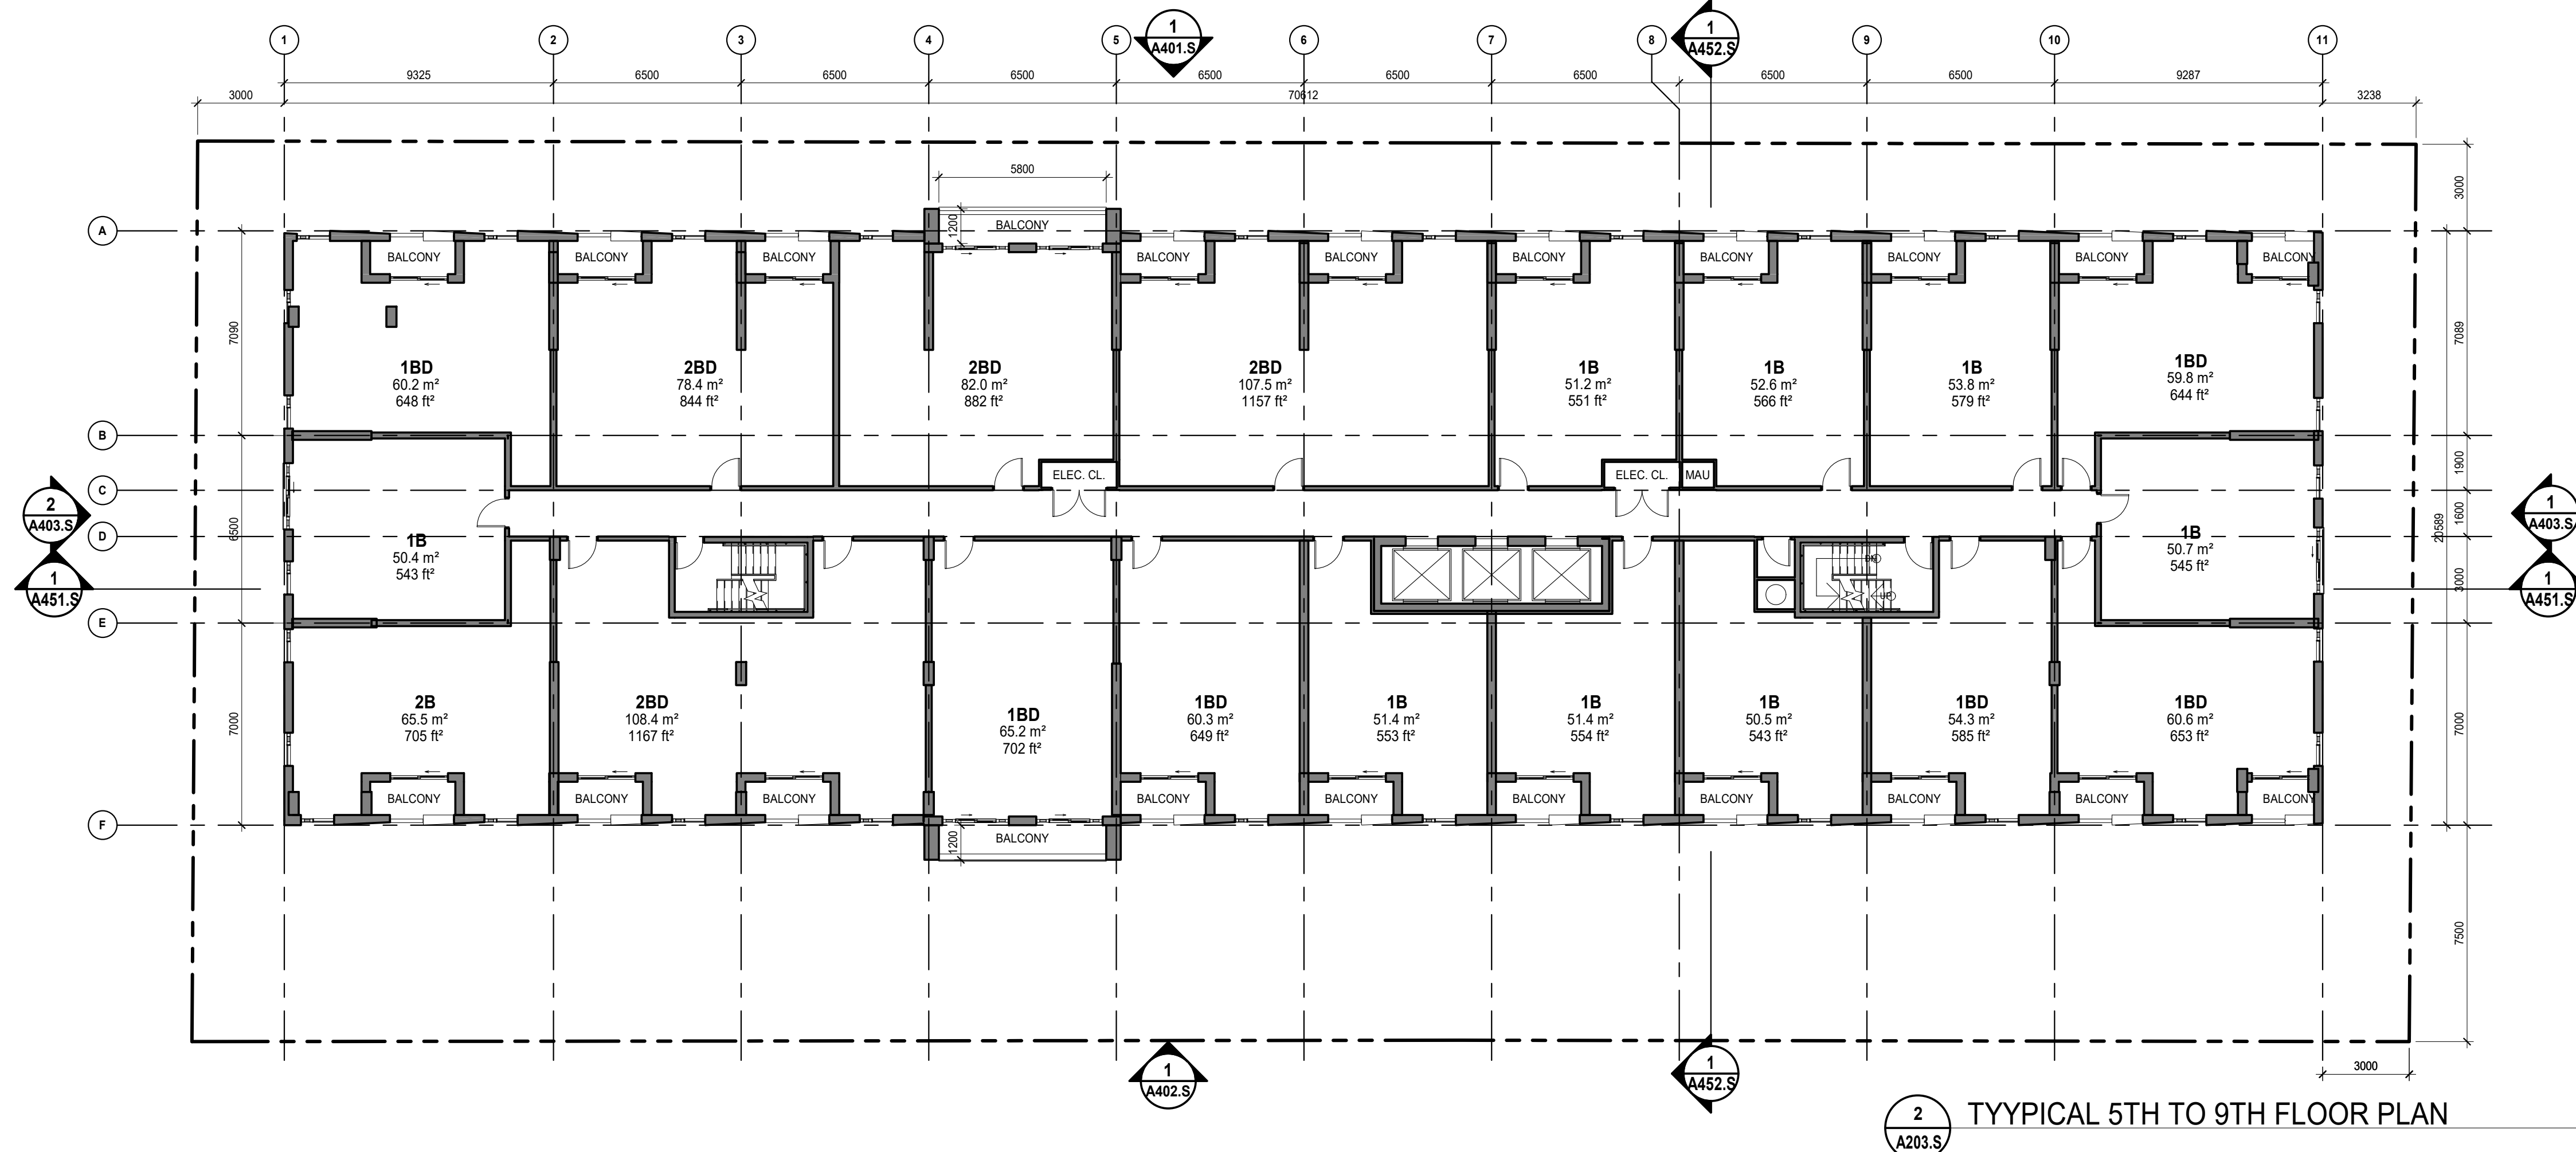 1 2 3 4 5 6 7 8 9 10 11
1
A401.S
1
A452.S
9325 6500 6500 6500 6500 6500 6500 6500 6500 9287
3000 70612 3238
5800
1200
BALCONY
A
BALCONY BALCONY BALCONY BALCONY BALCONY BALCONY BALCONY BALCONY BALCONY BALCONY
3000
7090
7089
1BD
60.2 m²
648 ft²
2BD
78.4 m²
844 ft²
2BD
82.0 m²
882 ft²
2BD
107.5 m²
1157 ft²
1B
51.2 m²
551 ft²
1B
52.6 m²
566 ft²
1B
53.8 m²
579 ft²
1BD
59.8 m²
644 ft²
B
ELEC. CL. ELEC. CL. MAU
1900
C
2
A403.S
1
A403.S
D
6500
1600
20589
1B
50.4 m²
543 ft²
1B
50.7 m²
545 ft²
DN
UP
3000
1
A451.S
1
A451.S
E
2B
65.5 m²
705 ft²
2BD
108.4 m²
1167 ft²
1BD
65.2 m²
702 ft²
1BD
60.3 m²
649 ft²
1B
51.4 m²
553 ft²
1B
51.4 m²
554 ft²
1B
50.5 m²
543 ft²
1BD
54.3 m²
585 ft²
1BD
60.6 m²
653 ft²
7000
7000
BALCONY BALCONY BALCONY BALCONY BALCONY BALCONY BALCONY BALCONY BALCONY BALCONY
F
1200
BALCONY
7500
1
A402.S
1
A452.S
3000
2
A203.S
TYYPICAL 5TH TO 9TH FLOOR PLAN